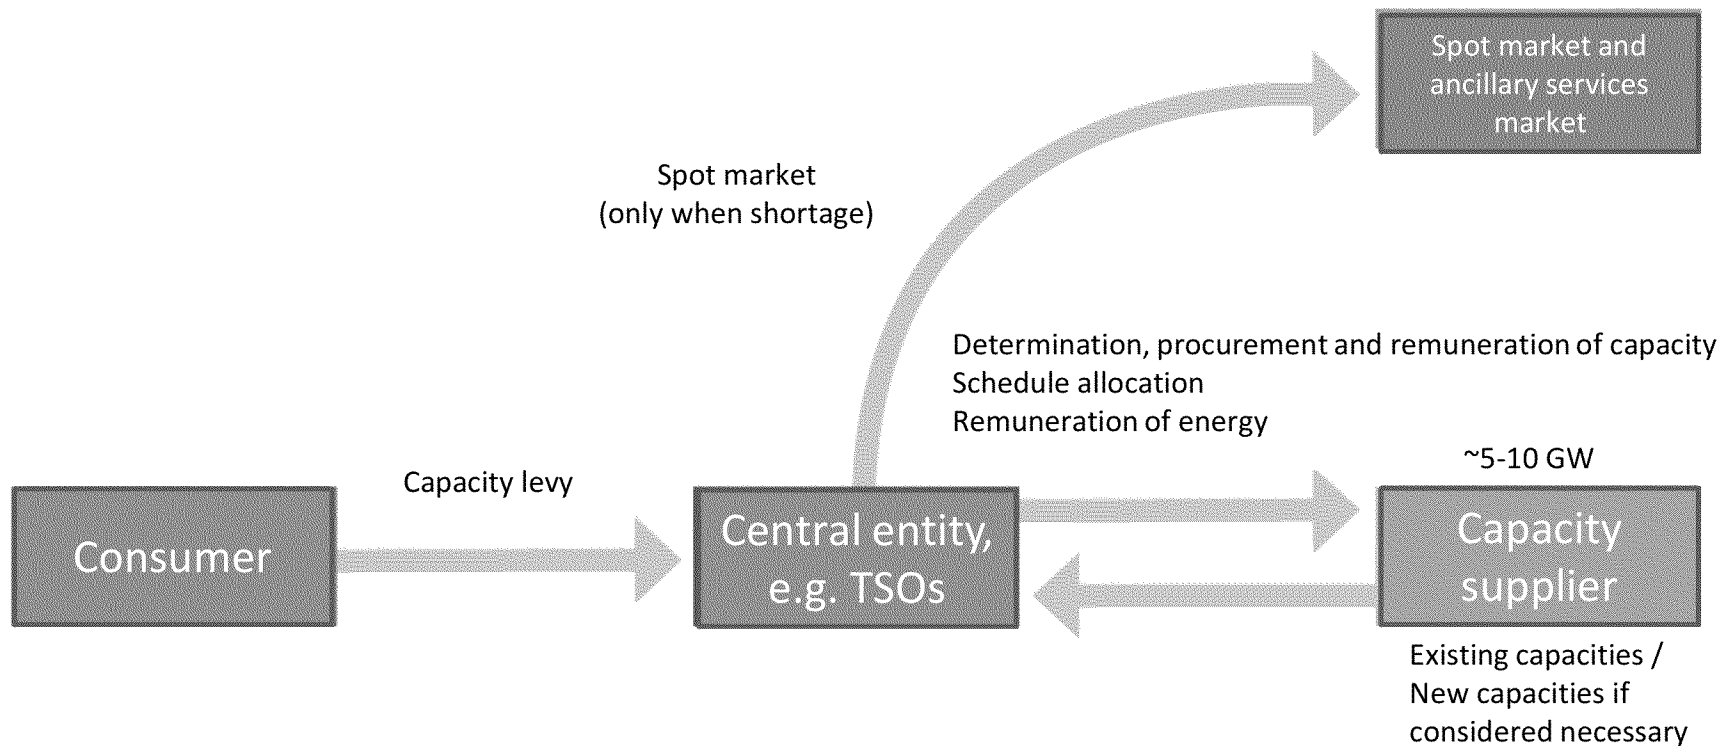 Spot market and
ancillary services
market
Spot market
(only when shortage)
Determination, procurement and remuneration of capacity
Schedule allocation
Remuneration of energy
~5-10 GW
Capacity levy
Consumer
Central entity,
e.g. TSOs
Capacity
supplier
Existing capacities /
New capacities if
considered necessary